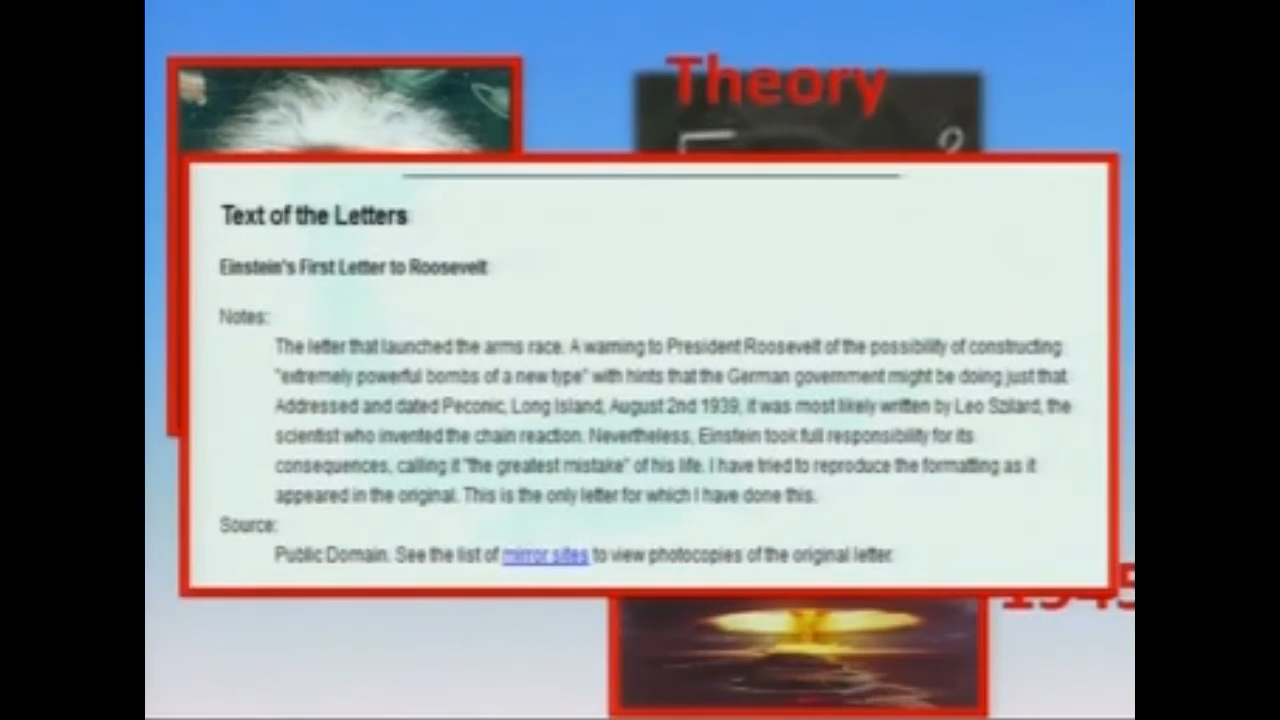 Theory
Text of the Letters
Einstein's First Letter to Roosevelt
Notes:
The letter that launched the arms race. A warning to President Roosevelt of the possibility of constructing
"extremely powerful bombs of a new type" with hints that the German government might be doing just that.
Addressed and dated Peconic, Long Island, August 2nd 1939, it was most likely written by Leo Szilard, the
scientist who invented the chain reaction. Nevertheless, Einstein took full responsibility for its
consequences, calling it "the greatest mistake" of his life. I have tried to reproduce the formatting as it
appeared in the original. This is the only letter for which I have done this.
Source:
Public Domain. See the list of mirror sites to view photocopies of the original letter.
1945